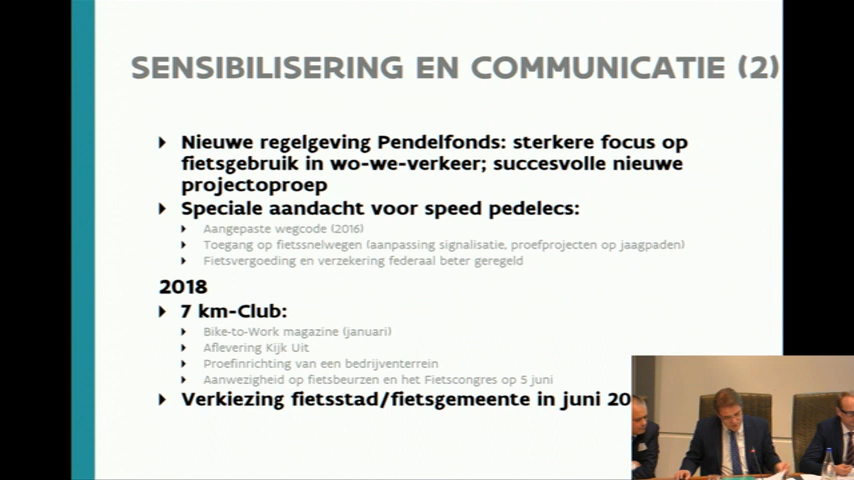 SENSIBILISERING EN COMMUNICATIE (2)
Nieuwe regelgeving Pendelfonds: sterkere focus op
fietsgebruik in wo-we-verkeer; succesvolle nieuwe
projectoproep
Speciale aandacht voor speed pedelecs:
Aangepaste wegcode (2016)
Toegang op fietssnelwegen (aanpassing signalisatie, proefprojecten op jaagpaden)
Fietsvergoeding en verzekering federaal beter geregeld
2018
7 km-Club:
Bike-to-Work magazine (januari)
Aflevering Kijk Uit
Proefinrichting van een bedrijventerrein
Aanwezigheid op fietsbeurzen en het Fietscongres op 5 juni
Verkiezing fietsstad/fietsgemeente in juni 20